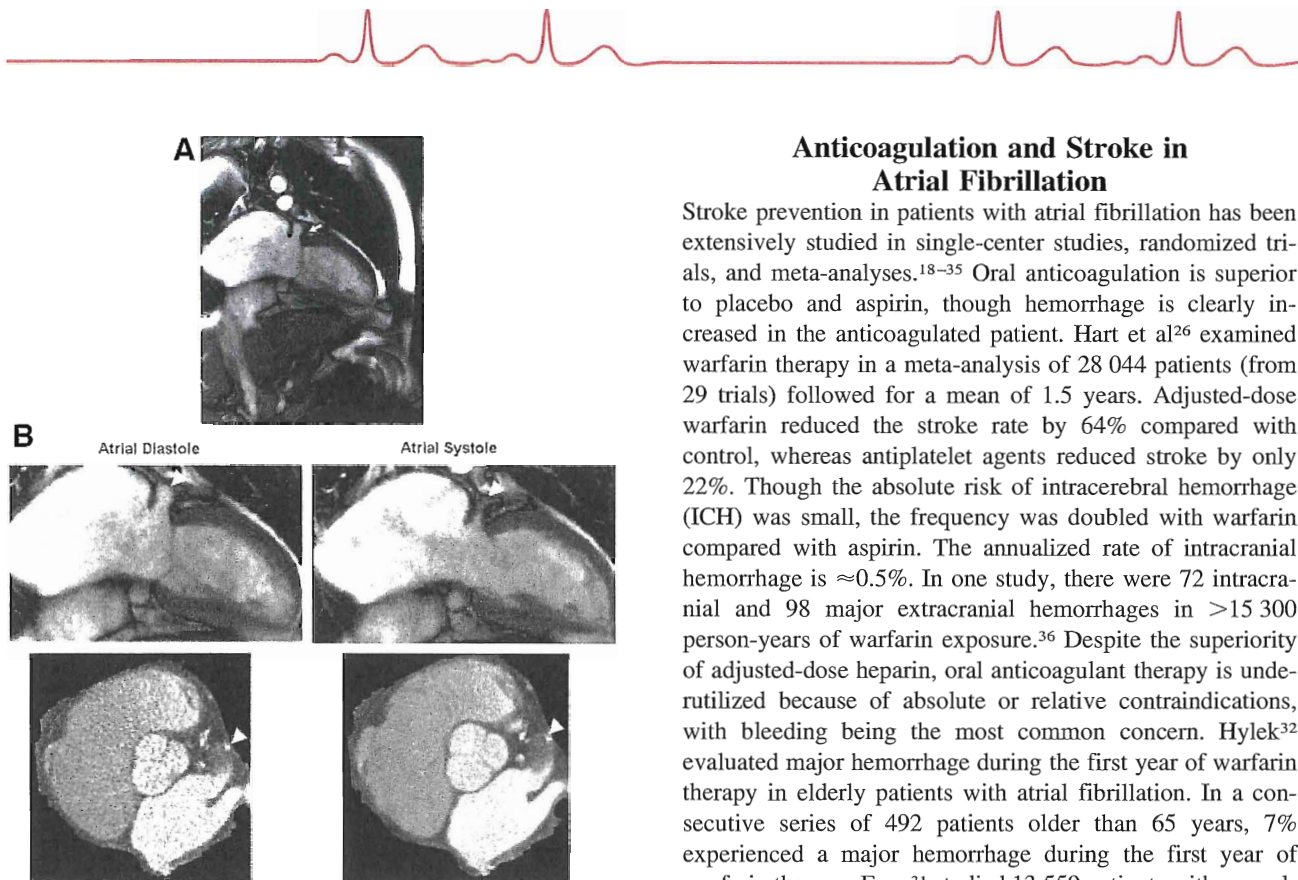 A
B
Atrial Diastole
Atrial Systole
Anticoagulation and Stroke in
Atrial Fibrillation
Stroke prevention in patients with atrial fibrillation has been
extensively studied in single-center studies, randomized tri-
als, and meta-analyses.18–35 Oral anticoagulation is superior
to placebo and aspirin, though hemorrhage is clearly in-
creased in the anticoagulated patient. Hart et al26 examined
warfarin therapy in a meta-analysis of 28 044 patients (from
29 trials) followed for a mean of 1.5 years. Adjusted-dose
warfarin reduced the stroke rate by 64% compared with
control, whereas antiplatelet agents reduced stroke by only
22%. Though the absolute risk of intracerebral hemorrhage
(ICH) was small, the frequency was doubled with warfarin
compared with aspirin. The annualized rate of intracranial
hemorrhage is ≈0.5%. In one study, there were 72 intracra-
nial and 98 major extracranial hemorrhages in >15 300
person-years of warfarin exposure.36 Despite the superiority
of adjusted-dose heparin, oral anticoagulant therapy is unde-
rutilized because of absolute or relative contraindications,
with bleeding being the most common concern. Hylek32
evaluated major hemorrhage during the first year of warfarin
therapy in elderly patients with atrial fibrillation. In a con-
secutive series of 492 patients older than 65 years, 7%
experienced a major hemorrhage during the first year of